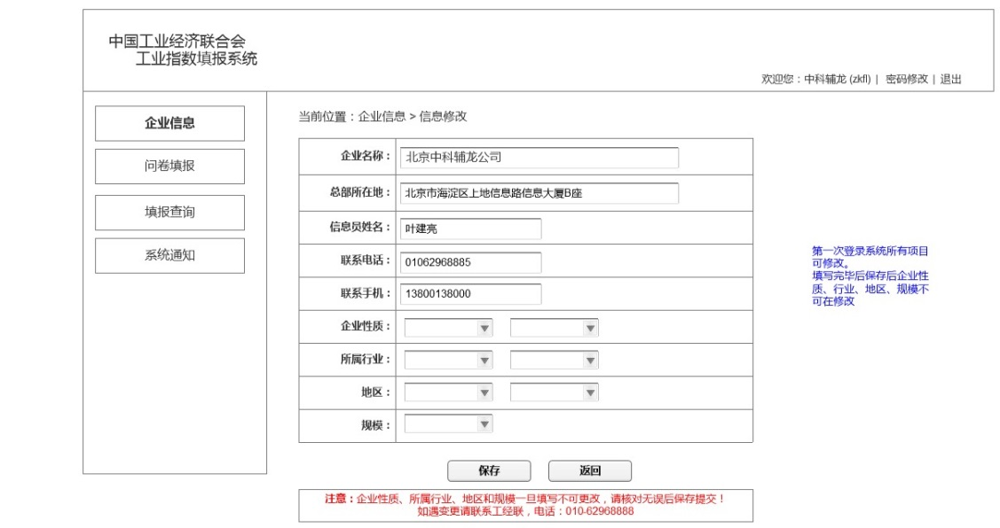 中国工业经济联合会
工业指数填报系统
欢迎您：中科辅龙 (zkfl) | 密码修改 | 退出
企业信息
问卷填报
填报查询
系统通知
当前位置：企业信息 > 信息修改
企业名称： 北京中科辅龙公司
总部所在地： 北京市海淀区上地信息路信息大厦B座
信息员姓名： 叶建亮
联系电话： 01062968885
联系手机： 13800138000
企业性质：
所属行业：
地区：
规模：
第一次登录系统所有项目
可修改。
填写完毕后保存后企业性
质、行业、地区、规模不
可在修改
保存 返回
注意：企业性质、所属行业、地区和规模一旦填写不可更改，请核对无误后保存提交！
如遇变更请联系工经联，电话：010-62968888